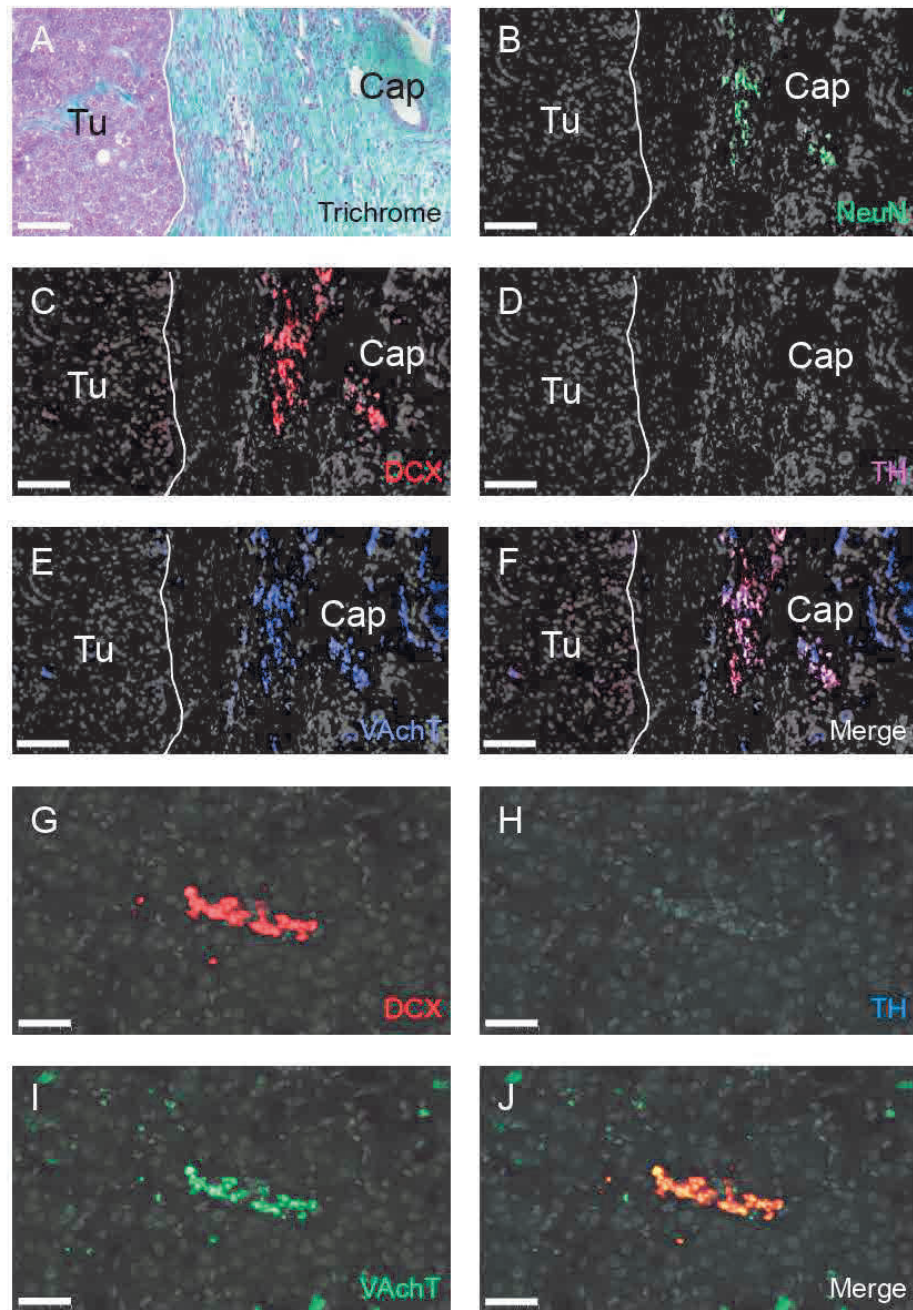 A
Tu
Cap
Trichrome
B
Cap
Tu
NeuN
C
Cap
Tu
DCX
D
Cap
Tu
TH
E
Cap
Tu
VAchT
F
Cap
Tu
Merge
G
DCX
H
TH
I
VAchT
J
Merge